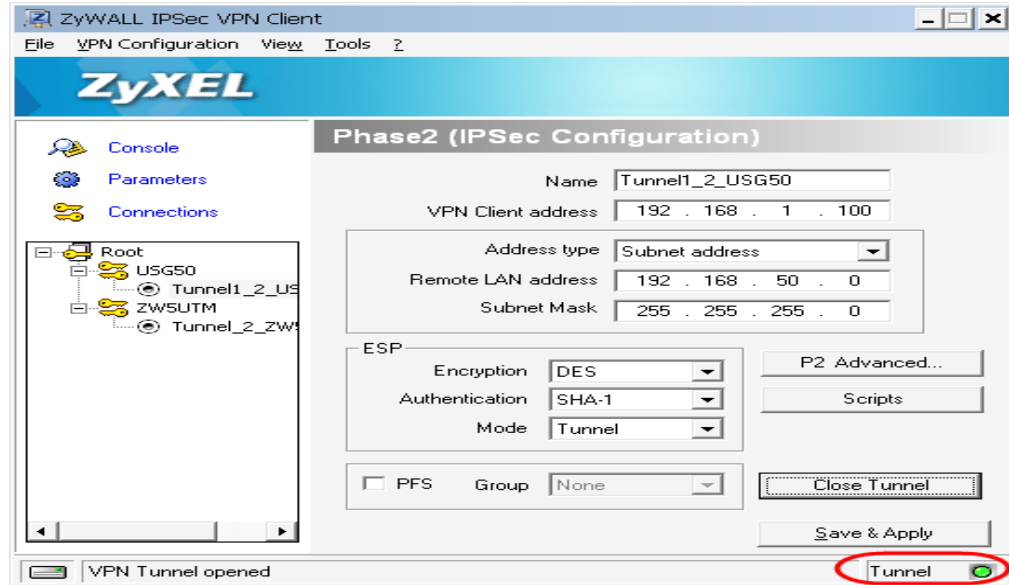 ZyWALL IPSec VPN Client
File VPN Configuration View Tools ?
ZyXEL
Console
Parameters
Connections
Root
USG50
Tunnel1_2_US
ZW5UTM
Tunnel_2_ZW
Phase2 (IPSec Configuration)
Name Tunnel1_2_USG50
VPN Client address 192 . 168 . 1 . 100
Address type Subnet address
Remote LAN address 192 . 168 . 50 . 0
Subnet Mask 255 . 255 . 255 . 0
ESP
Encryption DES
Authentication SHA-1
Mode Tunnel
P2 Advanced...
Scripts
PFS Group None
Close Tunnel
Save & Apply
VPN Tunnel opened
Tunnel